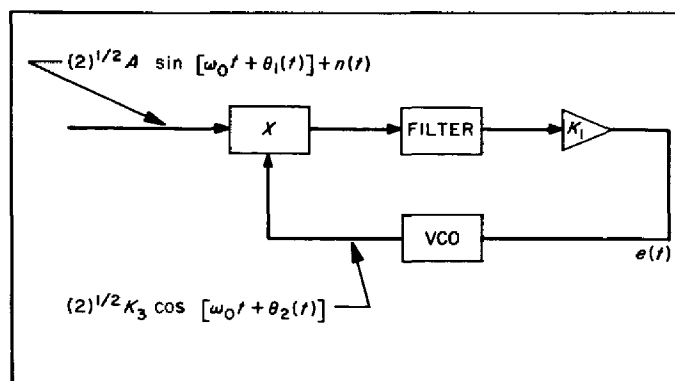 (2)^{1/2} A sin [ω₀t + θ₁(t)] + n(t)
X
FILTER
K₁
VCO
e(t)
(2)^{1/2} K₃ cos [ω₀t + θ₂(t)]